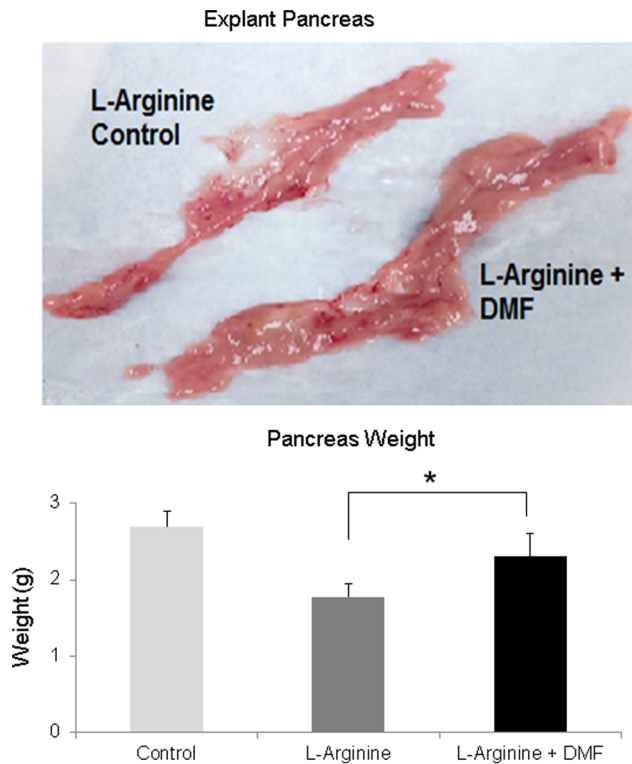 Explant Pancreas
L-Arginine
Control
L-Arginine +
DMF
Pancreas Weight
*
3
2
1
0
Weight (g)
Control
L-Arginine
L-Arginine + DMF